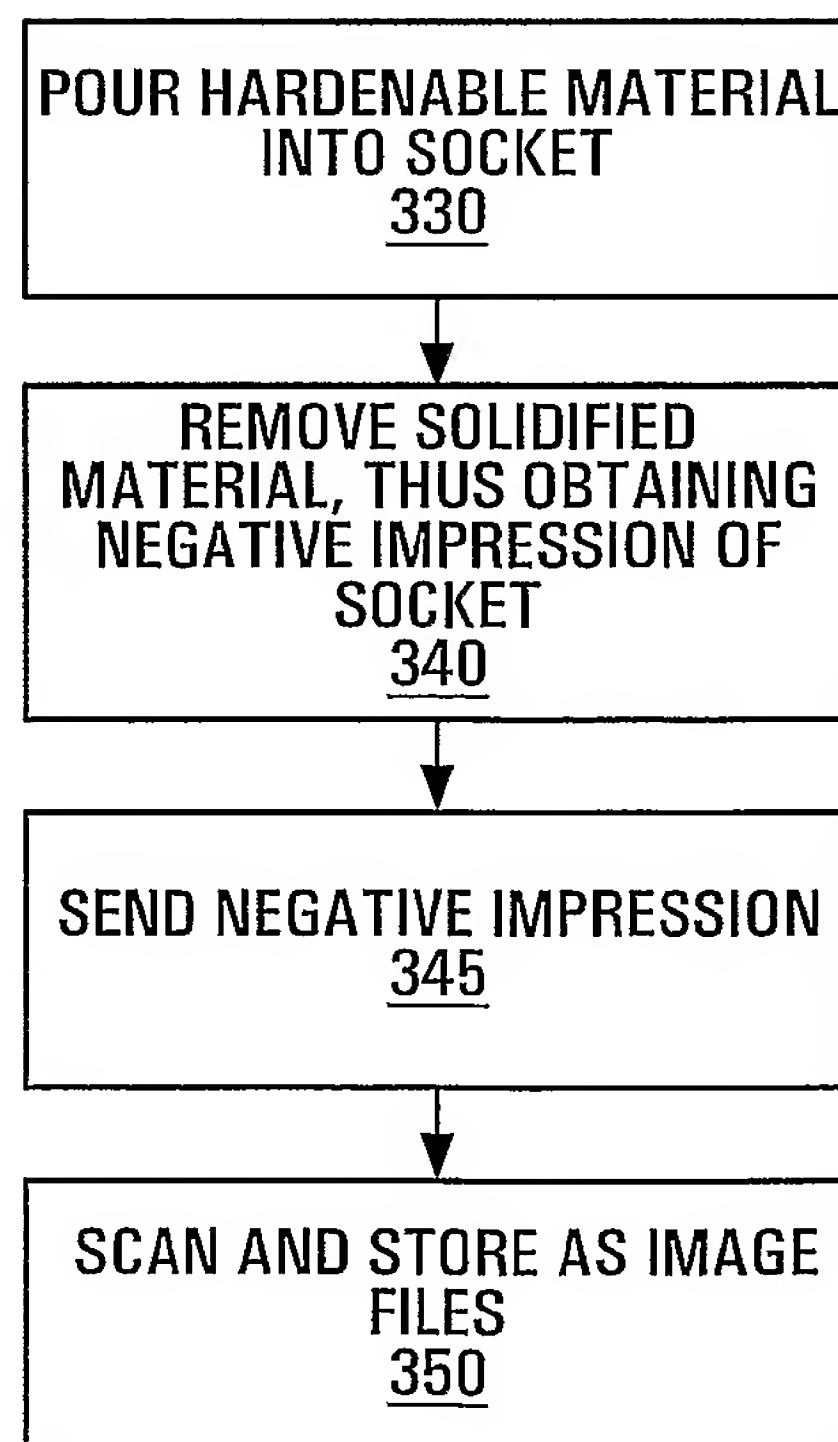 POUR HARDENABLE MATERIAL
INTO SOCKET
330
REMOVE SOLIDIFIED
MATERIAL, THUS OBTAINING
NEGATIVE IMPRESSION OF
SOCKET
340
SEND NEGATIVE IMPRESSION
345
SCAN AND STORE AS IMAGE
FILES
350